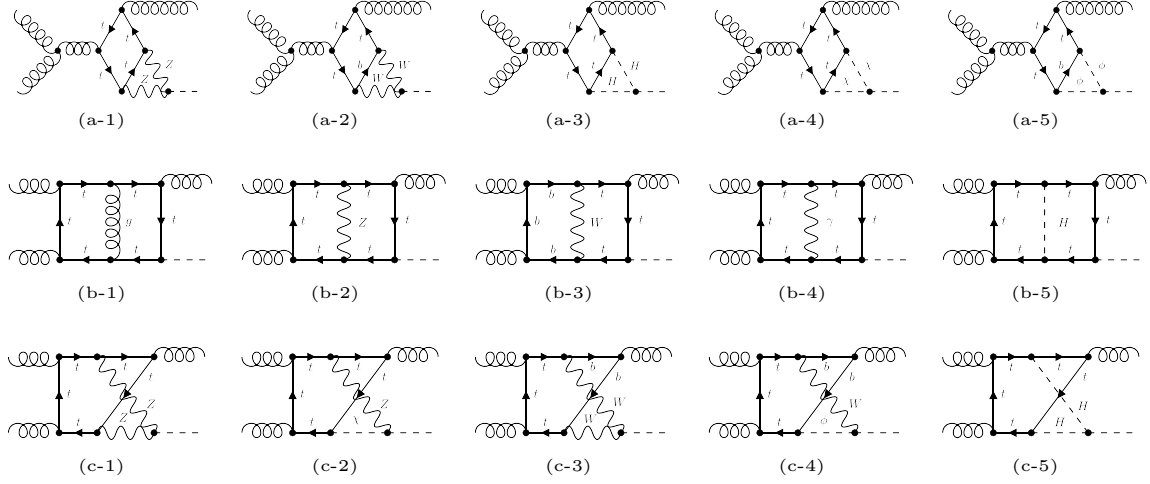 t t t t Z Z
t t t b W W
t t t t H H
t t t t χ χ
t t t b ϕ ϕ
(a-1) (a-2) (a-3) (a-4) (a-5)
t t t g t t t
t t t Z t t t
b b t W t b t
t t t γ t t t
t t t H t t t
(b-1) (b-2) (b-3) (b-4) (b-5)
t t t t Z Z t
t t t t Z χ t
t b t b W W t
t b t b W ϕ t
t t t t H H t
(c-1) (c-2) (c-3) (c-4) (c-5)